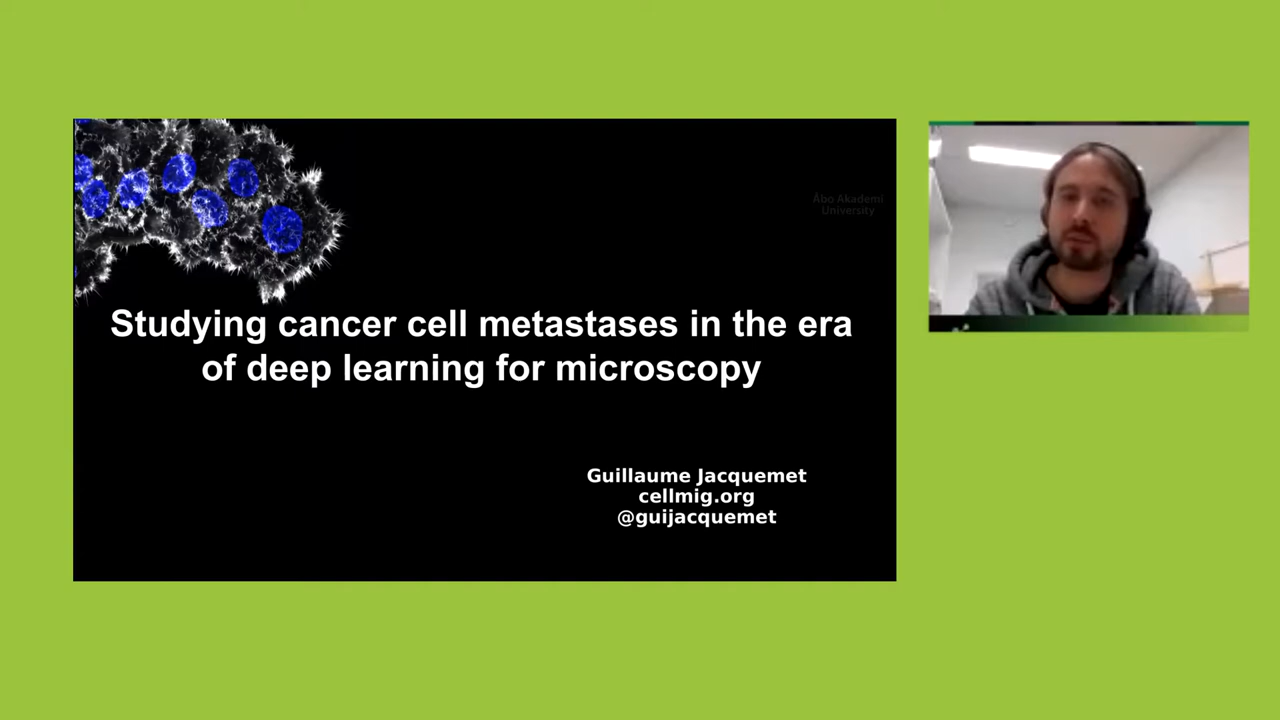 Åbo Akademi
University
Studying cancer cell metastases in the era
of deep learning for microscopy
Guillaume Jacquemet
cellmig.org
@guijacquemet